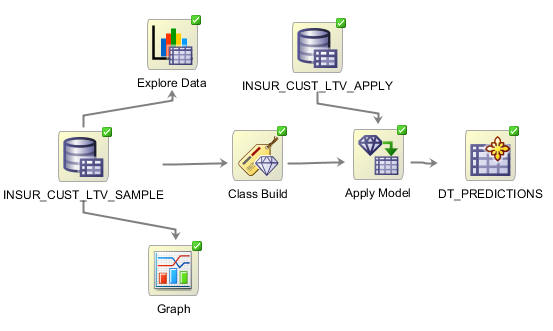 Explore Data
INSUR_CUST_LTV_APPLY
INSUR_CUST_LTV_SAMPLE
Class Build
Apply Model
DT_PREDICTIONS
Graph